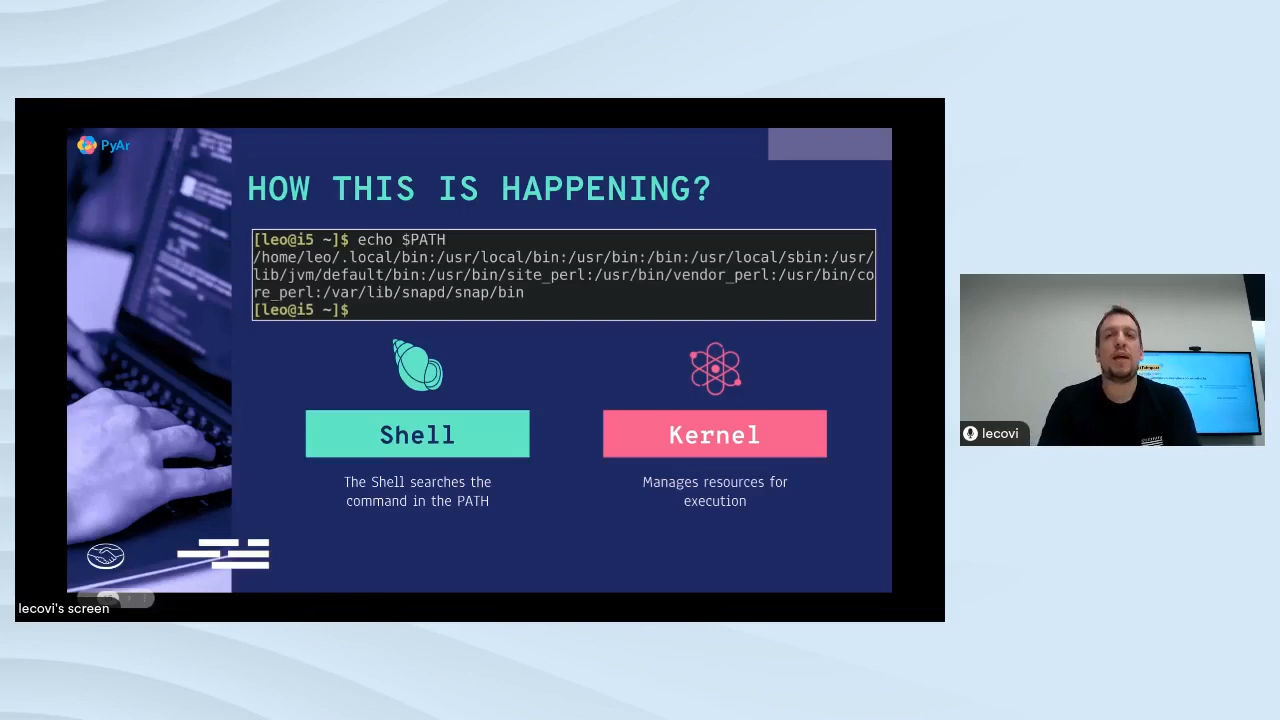 PyAr
HOW THIS IS HAPPENING?
[leo@i5 ~]$ echo $PATH
/home/leo/.local/bin:/usr/local/bin:/usr/bin:/bin:/usr/local/sbin:/usr/
lib/jvm/default/bin:/usr/bin/site_perl:/usr/bin/vendor_perl:/usr/bin/co
re_perl:/var/lib/snapd/snap/bin
[leo@i5 ~]$
Shell
Kernel
The Shell searches the
command in the PATH
Manages resources for
execution
lecovi's screen
lecovi